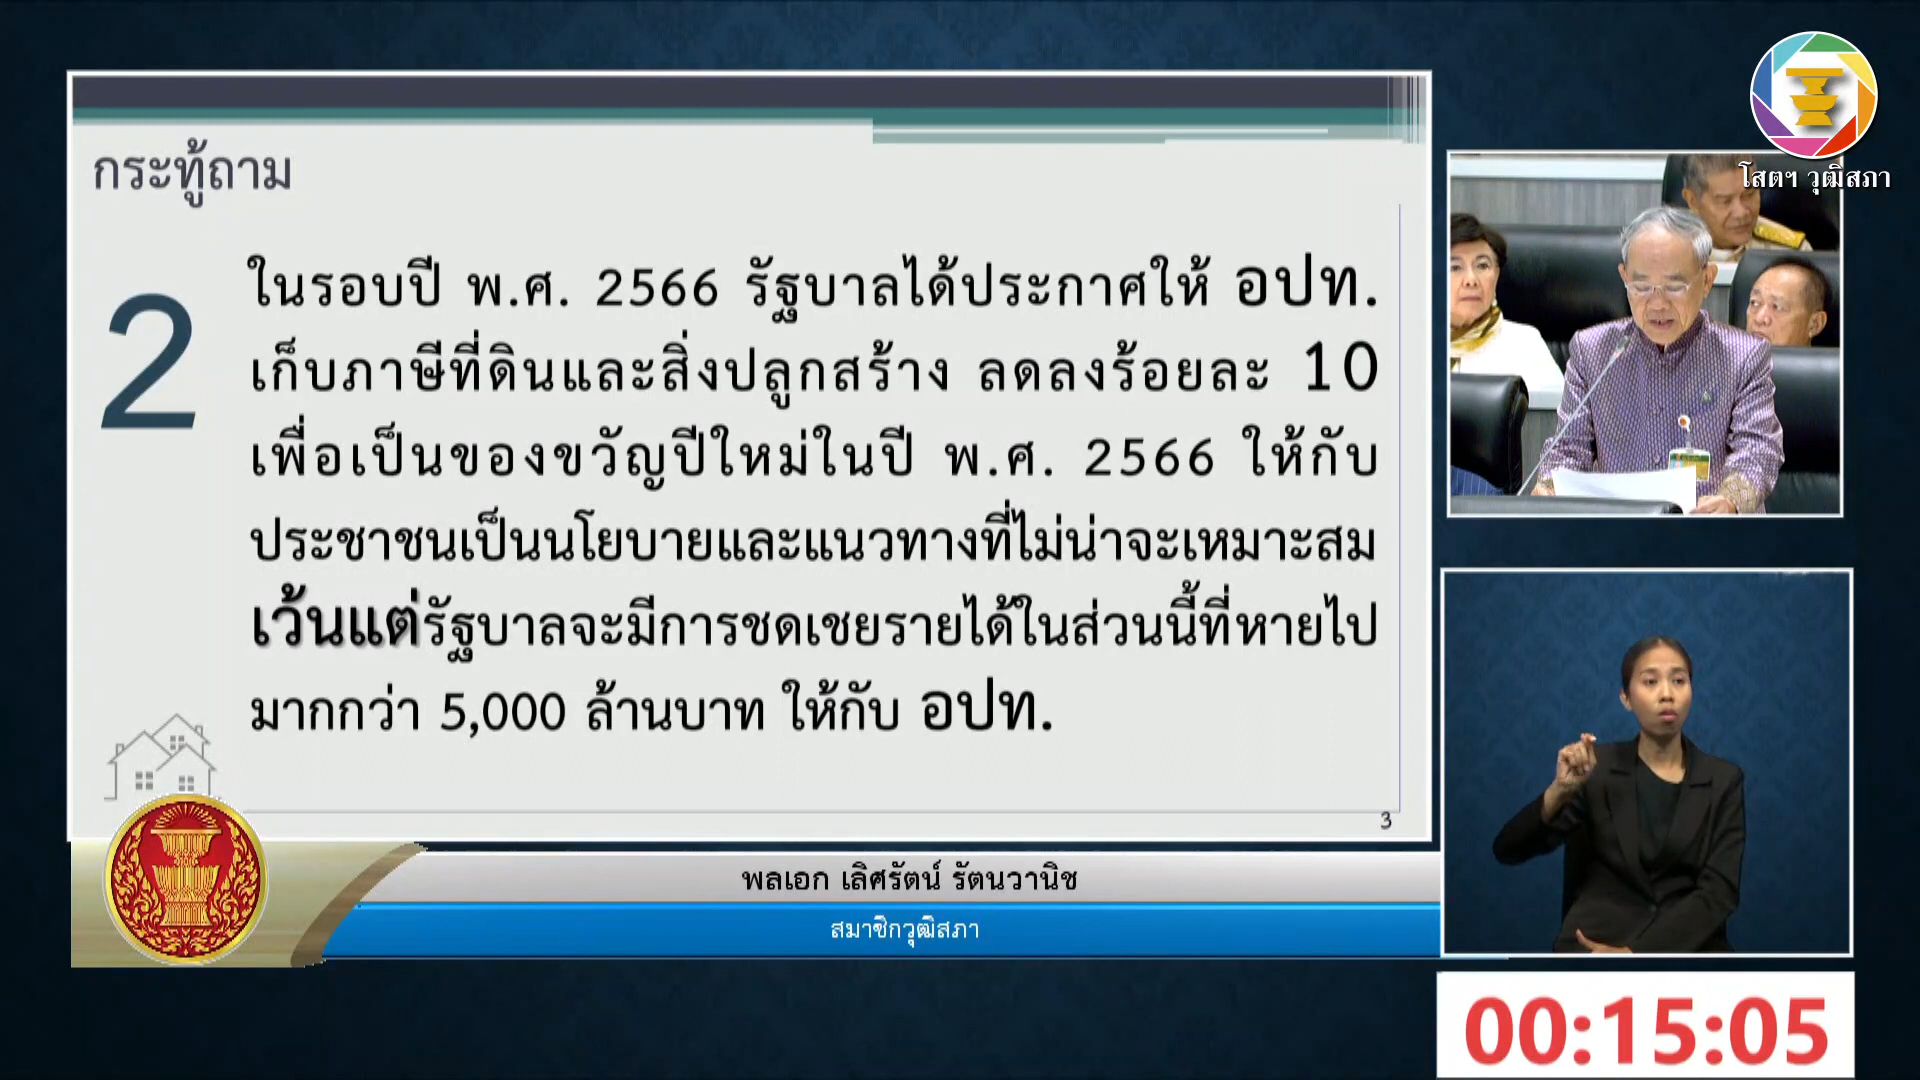 กระทู้ถาม
2
ในรอบปี พ.ศ. 2566 รัฐบาลได้ประกาศให้ อปท.
เก็บภาษีที่ดินและสิ่งปลูกสร้าง ลดลงร้อยละ 10
เพื่อเป็นของขวัญปีใหม่ในปี พ.ศ. 2566 ให้กับ
ประชาชนเป็นนโยบายและแนวทางที่ไม่น่าจะเหมาะสม
เว้นแต่รัฐบาลจะมีการชดเชยรายได้ในส่วนนี้ที่หายไป
มากกว่า 5,000 ล้านบาท ให้กับ อปท.
3
โสตฯ วุฒิสภา
พลเอก เลิศรัตน์ รัตนวานิช
สมาชิกวุฒิสภา
00:15:05